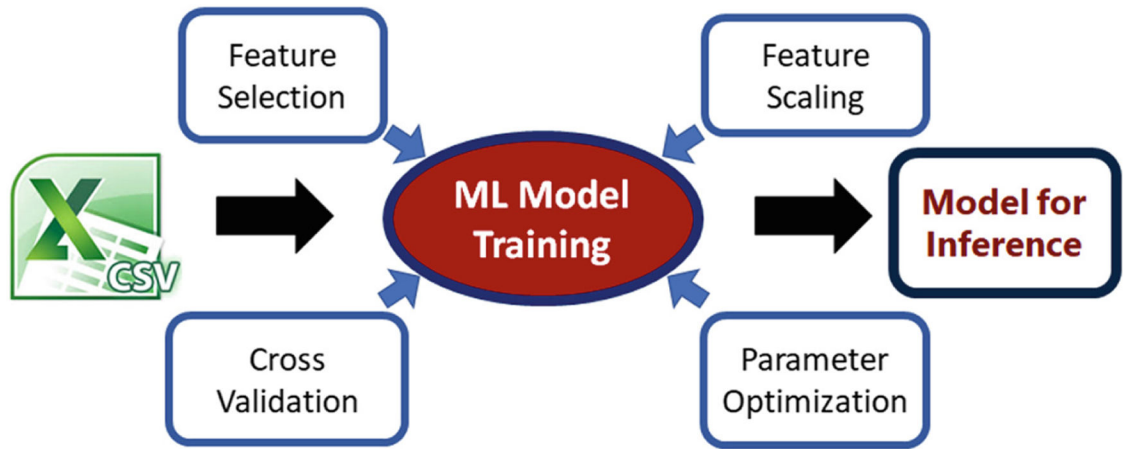 Feature
Selection
Feature
Scaling
X
CSV
ML Model
Training
Model for
Inference
Cross
Validation
Parameter
Optimization